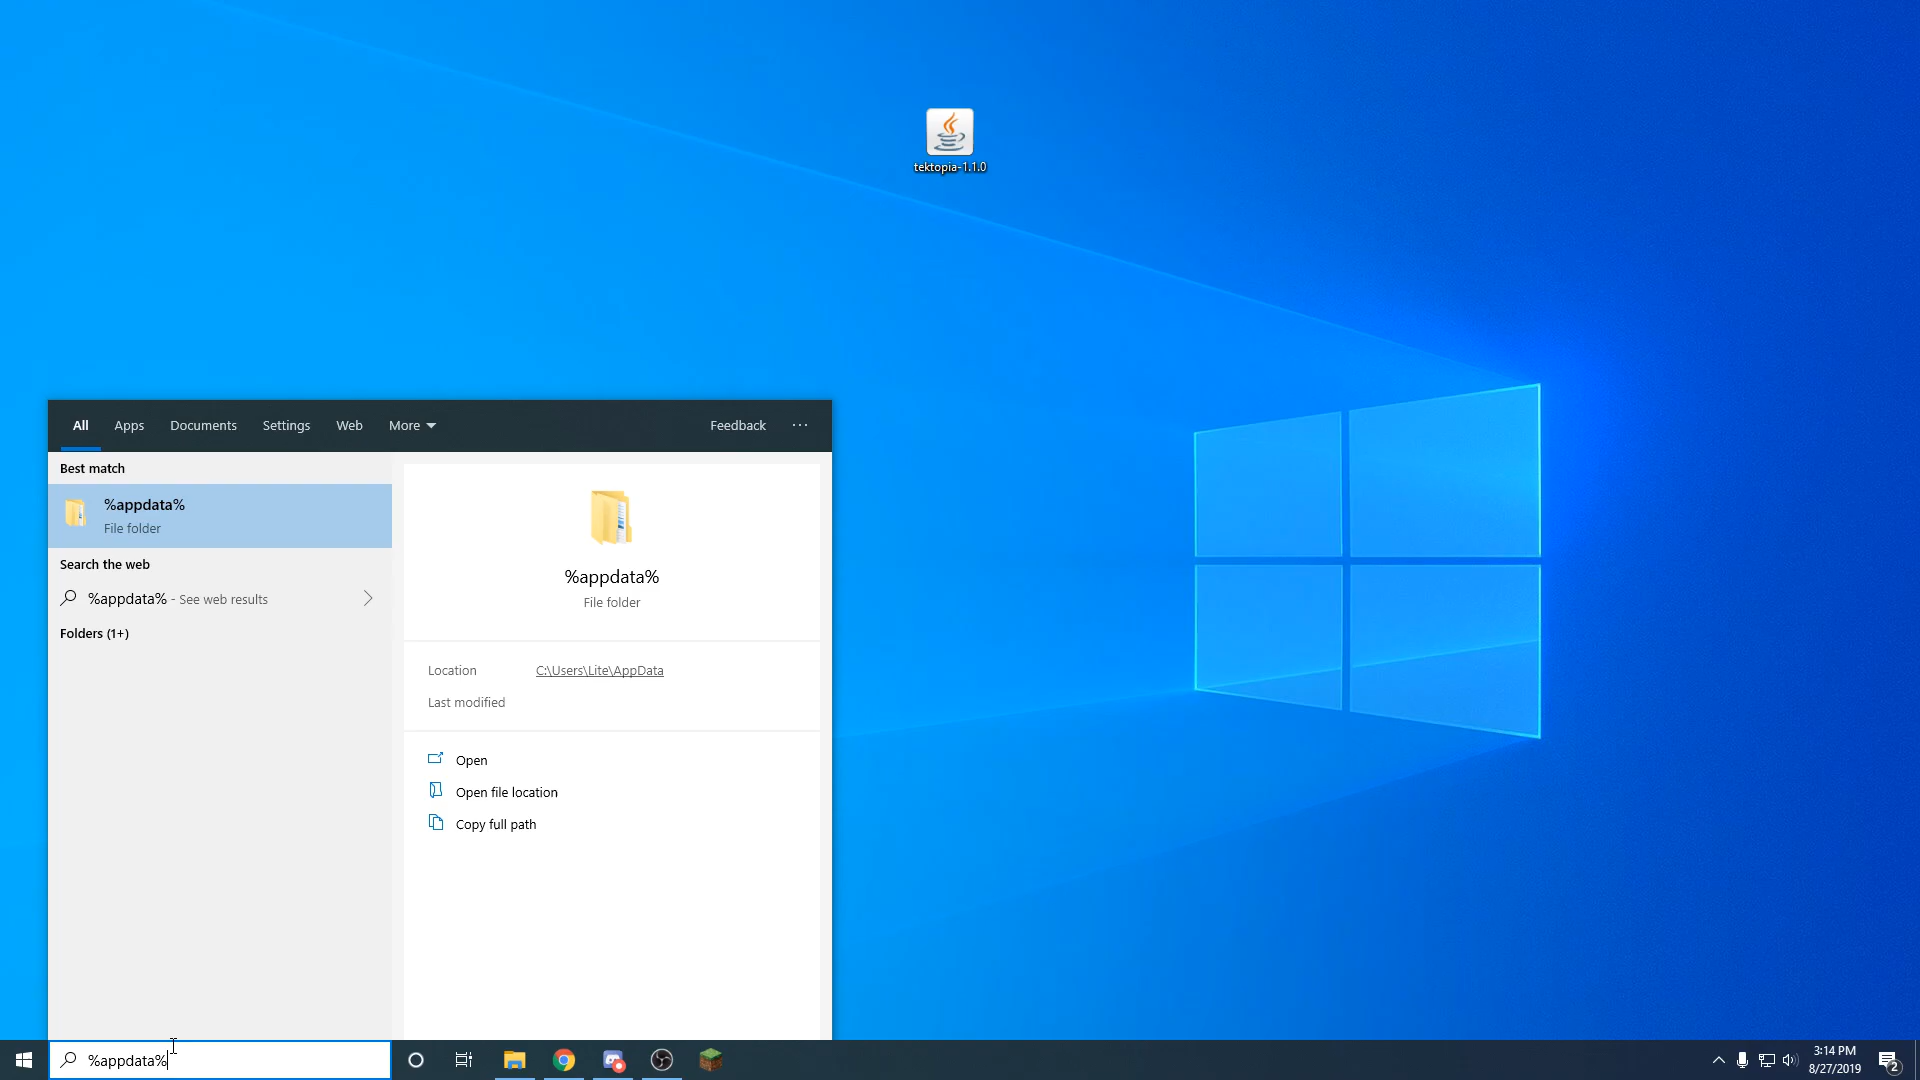 tektopia-1.1.0
All Apps Documents Settings Web More Feedback ...
Best match
%appdata%
File folder
Search the web
%appdata% - See web results
Folders (1+)
%appdata%
File folder
Location C:\Users\Lite\AppData
Last modified
Open
Open file location
Copy full path
%appdata%
3:14 PM
8/27/2019
2